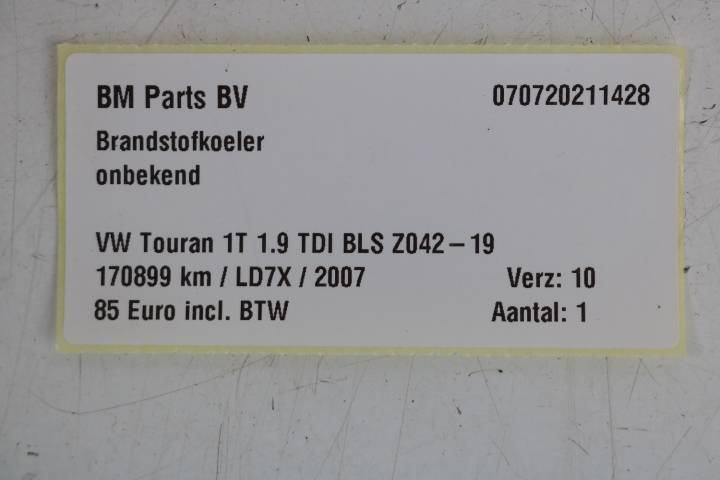 BM Parts BV 070720211428
Brandstofkoeler
onbekend
VW Touran 1T 1.9 TDI BLS Z042-19
170899 km / LD7X / 2007 Verz: 10
85 Euro incl. BTW Aantal: 1